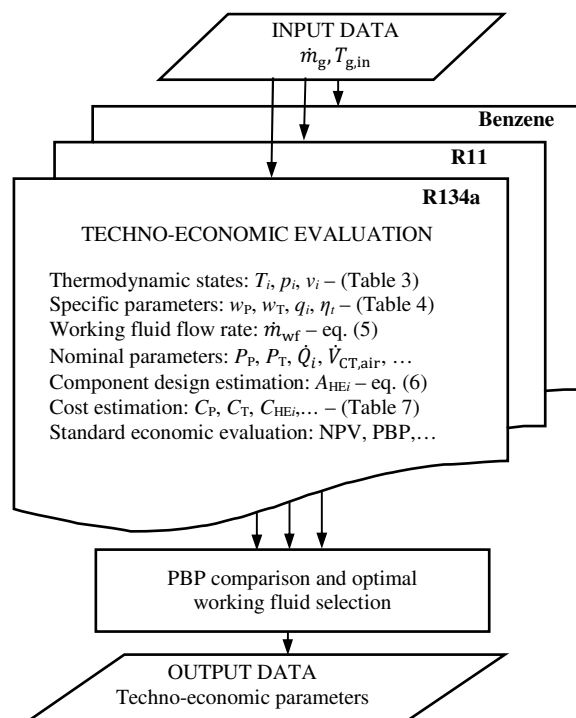 INPUT DATA
ṁg, Tg,in
Benzene
R11
R134a
TECHNO-ECONOMIC EVALUATION
Thermodynamic states: Ti, pi, vi – (Table 3)
Specific parameters: wP, wT, qi, ηt – (Table 4)
Working fluid flow rate: ṁwf – eq. (5)
Nominal parameters: PP, PT, Q̇i, V̇CT,air, …
Component design estimation: AHEi – eq. (6)
Cost estimation: CP, CT, CHEi,… – (Table 7)
Standard economic evaluation: NPV, PBP,…
PBP comparison and optimal
working fluid selection
OUTPUT DATA
Techno-economic parameters